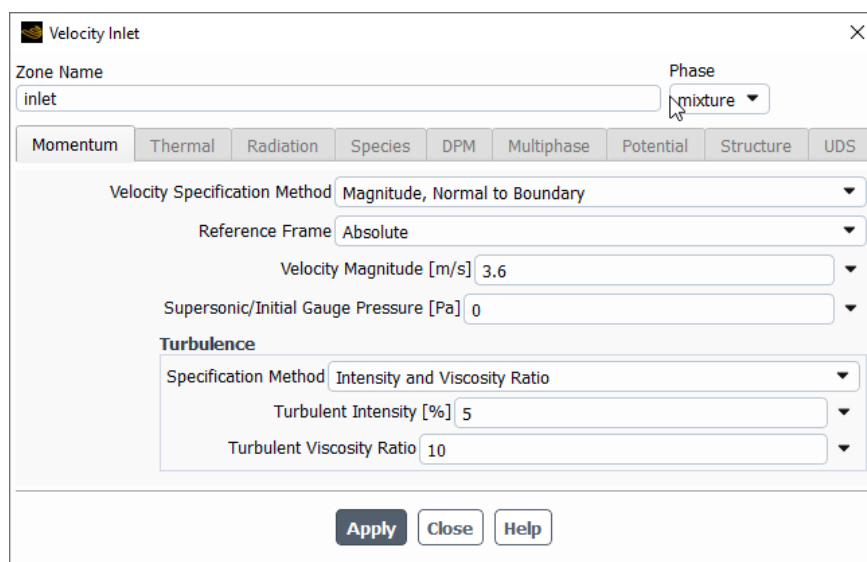 Velocity Inlet
Zone Name
Phase
inlet
mixture
Momentum Thermal Radiation Species DPM Multiphase Potential Structure UDS
Velocity Specification Method Magnitude, Normal to Boundary
Reference Frame Absolute
Velocity Magnitude [m/s] 3.6
Supersonic/Initial Gauge Pressure [Pa] 0
Turbulence
Specification Method Intensity and Viscosity Ratio
Turbulent Intensity [%] 5
Turbulent Viscosity Ratio 10
Apply Close Help